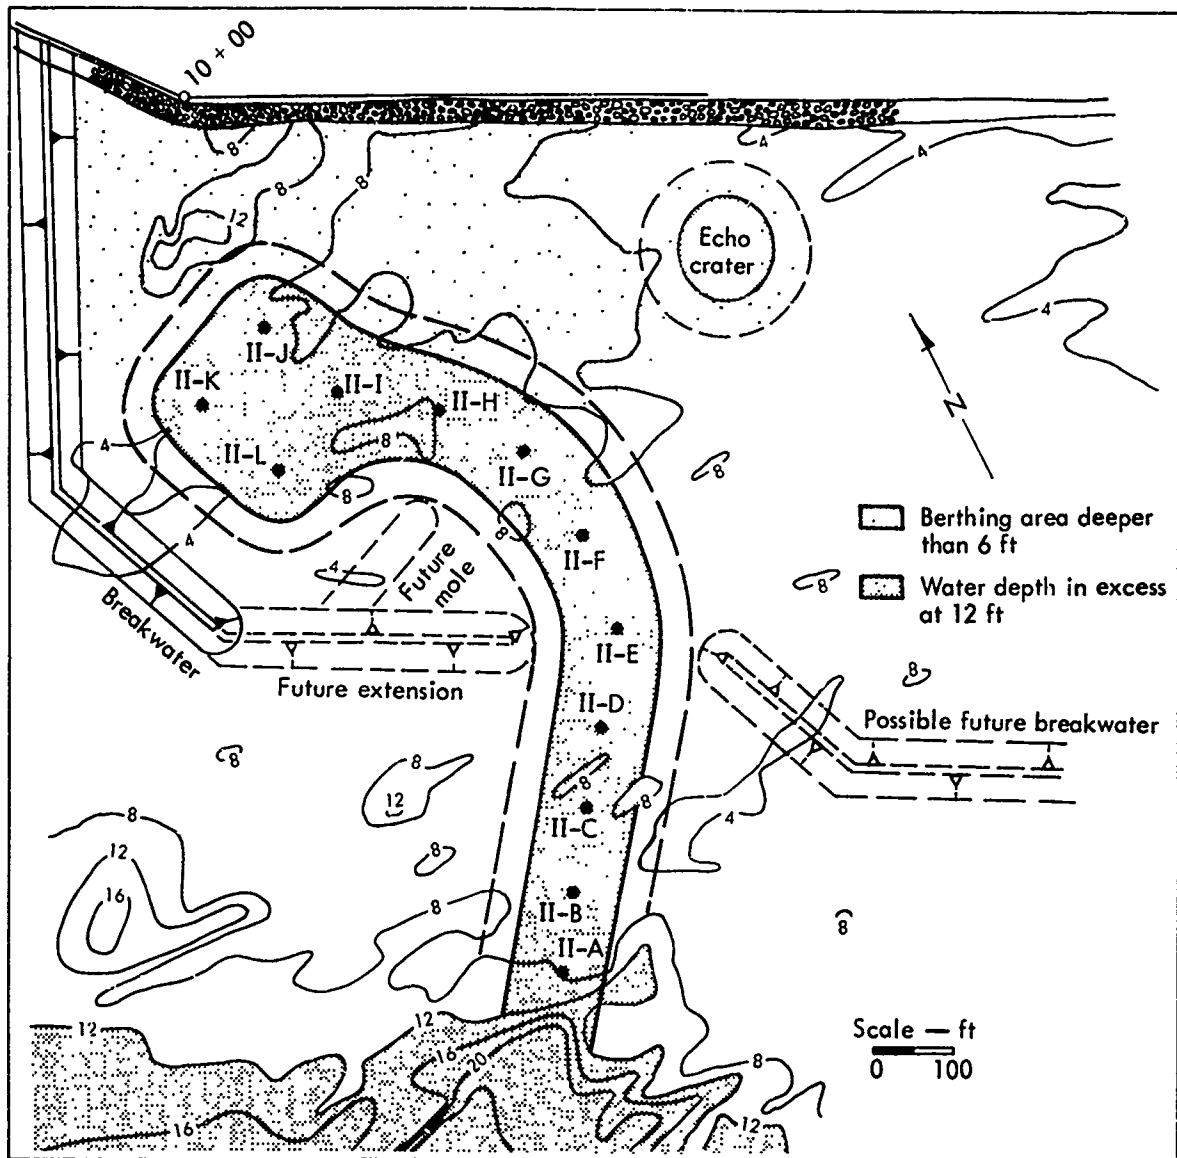 10 + 00
8
8
8
4
4
12
Echo
crater
4
II-J
II-K
II-I
II-H
N
4
8
II-L
II-G
8
8
Berthing area deeper
than 6 ft
8
4
II-F
4
Future
mole
8
Water depth in excess
at 12 ft
Breakwater
II-E
Future extension
8
II-D
Possible future breakwater
8
8
8
8
12
II-C
4
8
12
8
16
8
II-B
8
II-A
12
12
Scale — ft
16
20
8
0 100
16
12